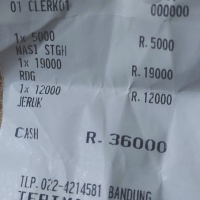 01 CLERK01 000000
1x 5000 R.5000
NASI STGH
1x 19000 R.19000
RDG
1x 12000 R.12000
JERUK
CASH R.36000
TLP.022-4214581 BANDUNG